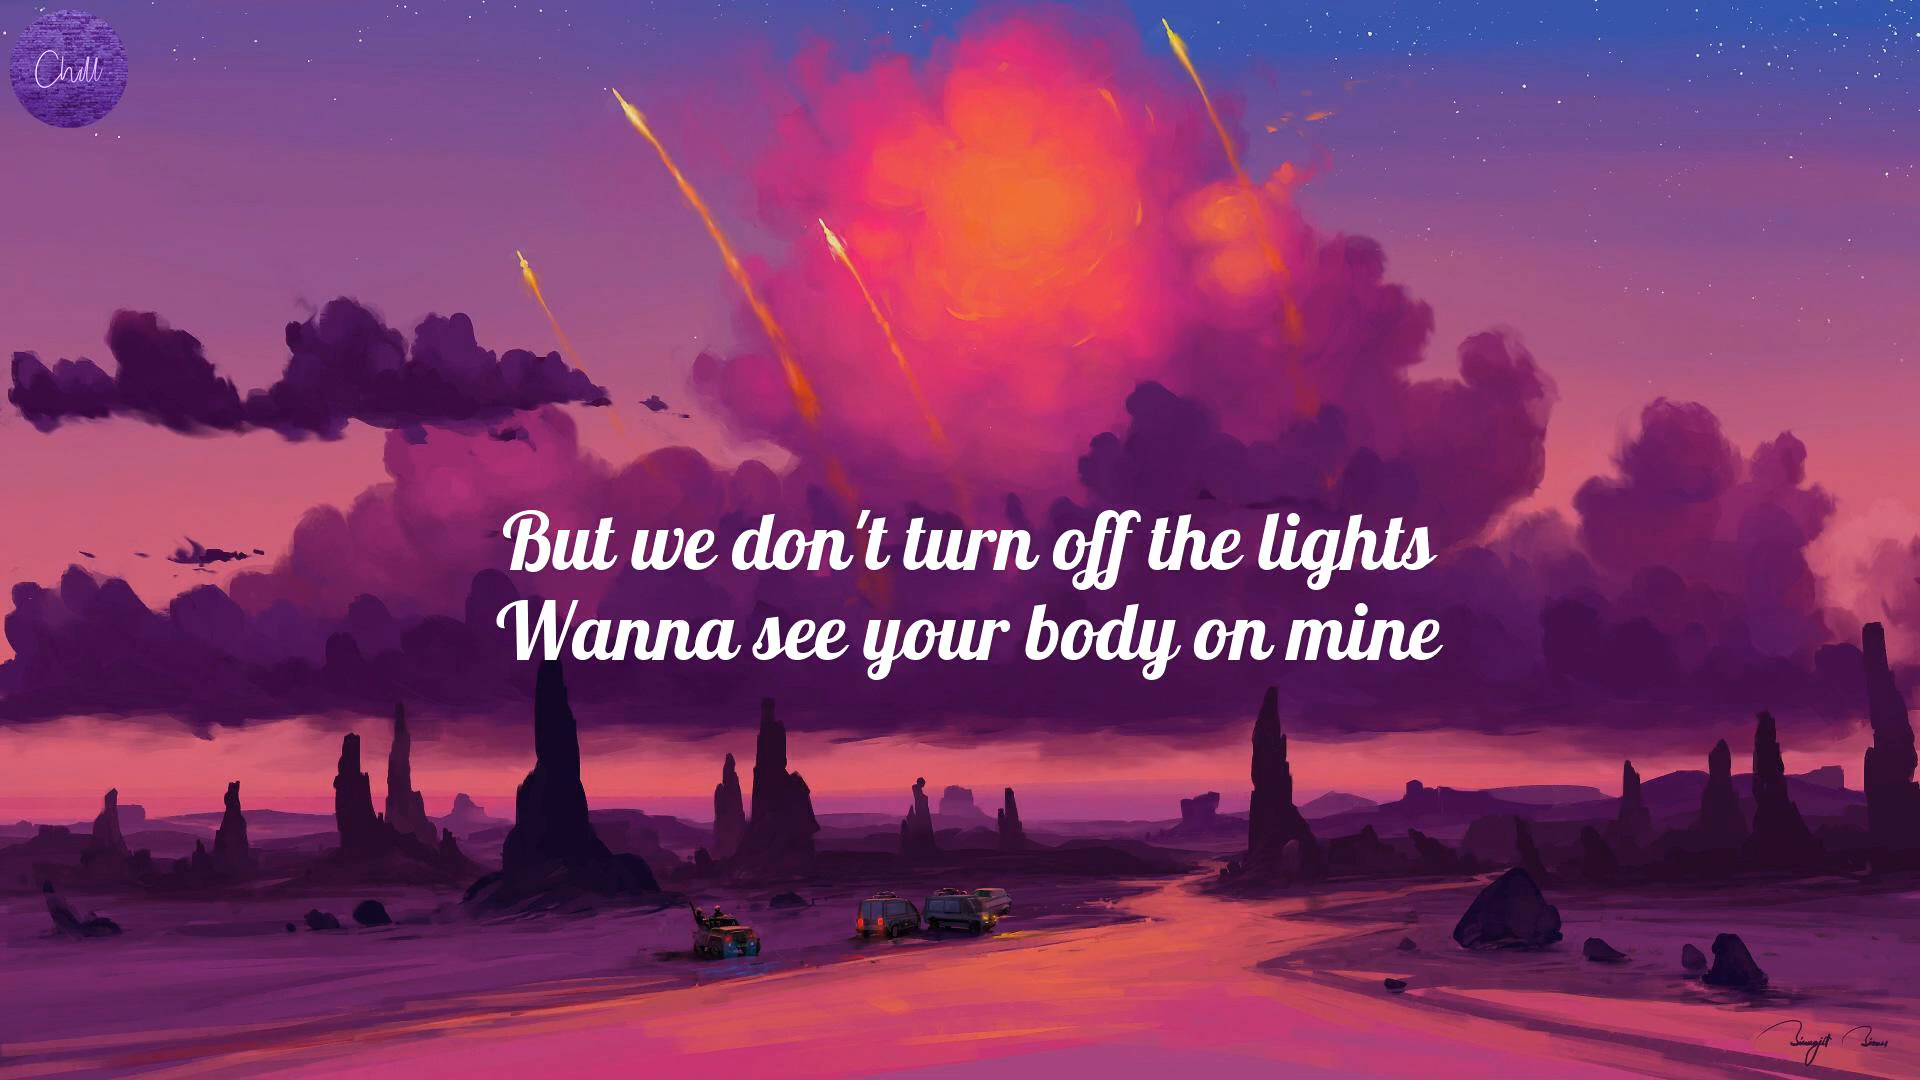 Chill
But we don't turn off the lights
Wanna see your body on mine